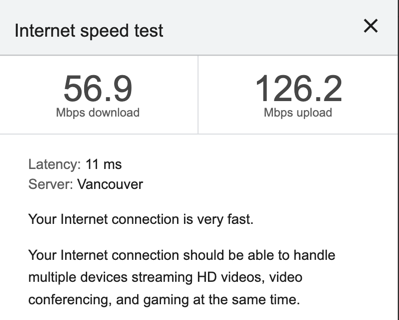 Internet speed test
56.9 126.2
Mbps download Mbps upload
Latency: 11 ms
Server: Vancouver
Your Internet connection is very fast.
Your Internet connection should be able to handle
multiple devices streaming HD videos, video
conferencing, and gaming at the same time.